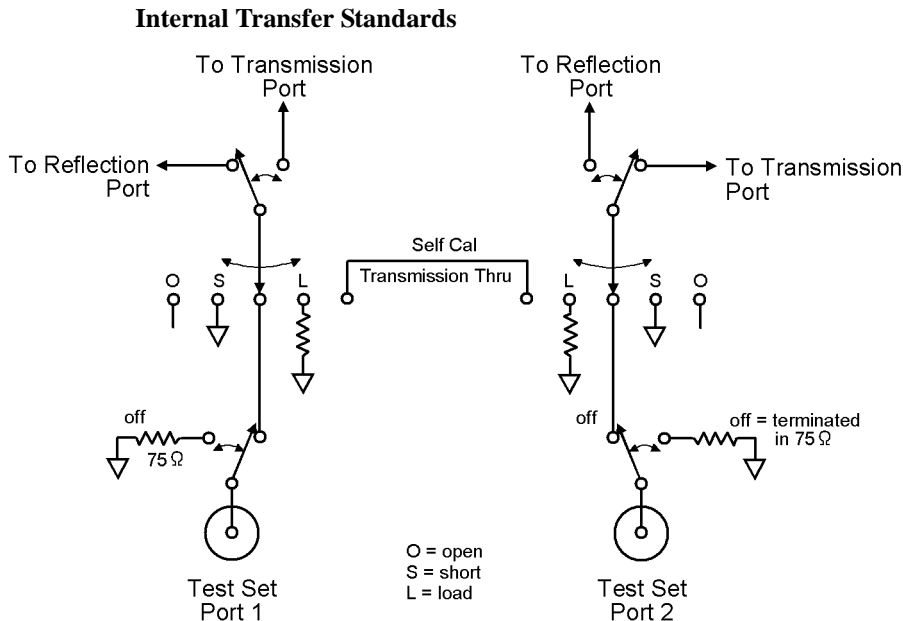 Internal Transfer Standards
To Transmission
Port
To Reflection
Port
To Reflection
Port
To Transmission
Port
Self Cal
Transmission Thru
O
S
L
L
S
O
off
75 Ω
off
off = terminated
in 75 Ω
O = open
S = short
L = load
Test Set
Port 1
Test Set
Port 2